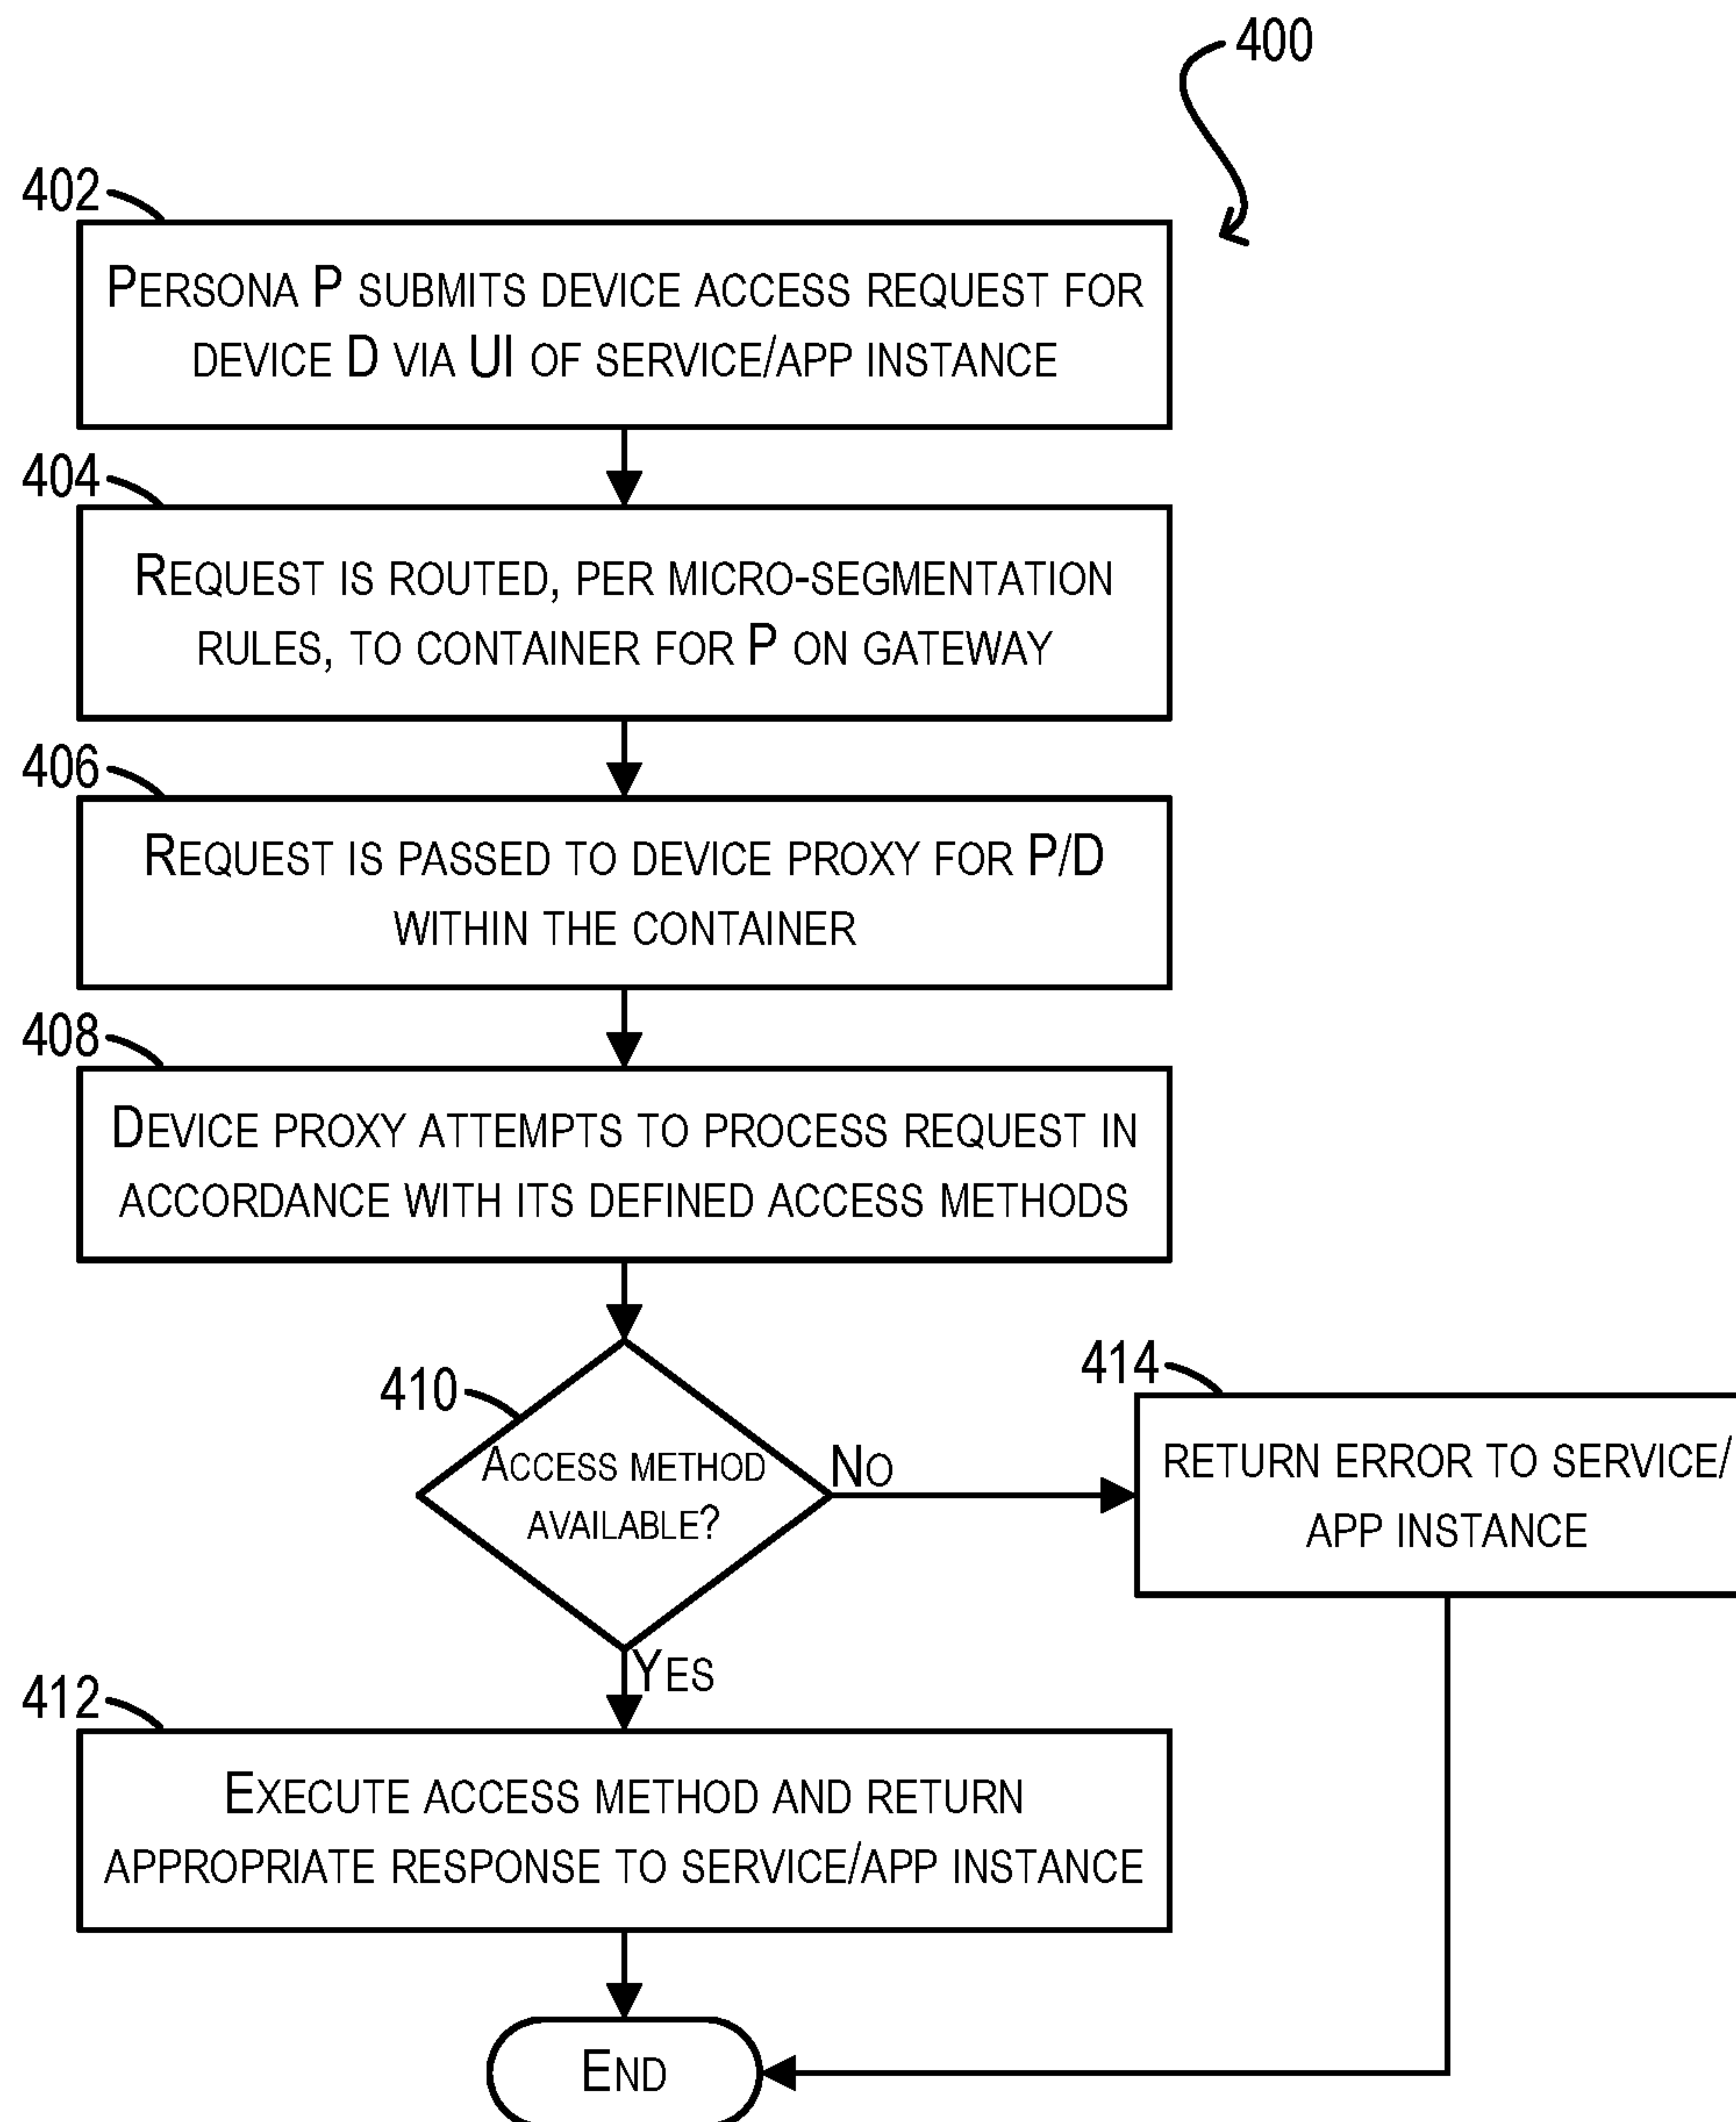 400
402
Persona P submits device access request for
device D via UI of service/app instance
404
Request is routed, per micro-segmentation
rules, to container for P on gateway
406
Request is passed to device proxy for P/D
within the container
408
Device proxy attempts to process request in
accordance with its defined access methods
410
Access method
available?
No
414
return error to service/
app instance
Yes
412
Execute access method and return
appropriate response to service/app instance
End